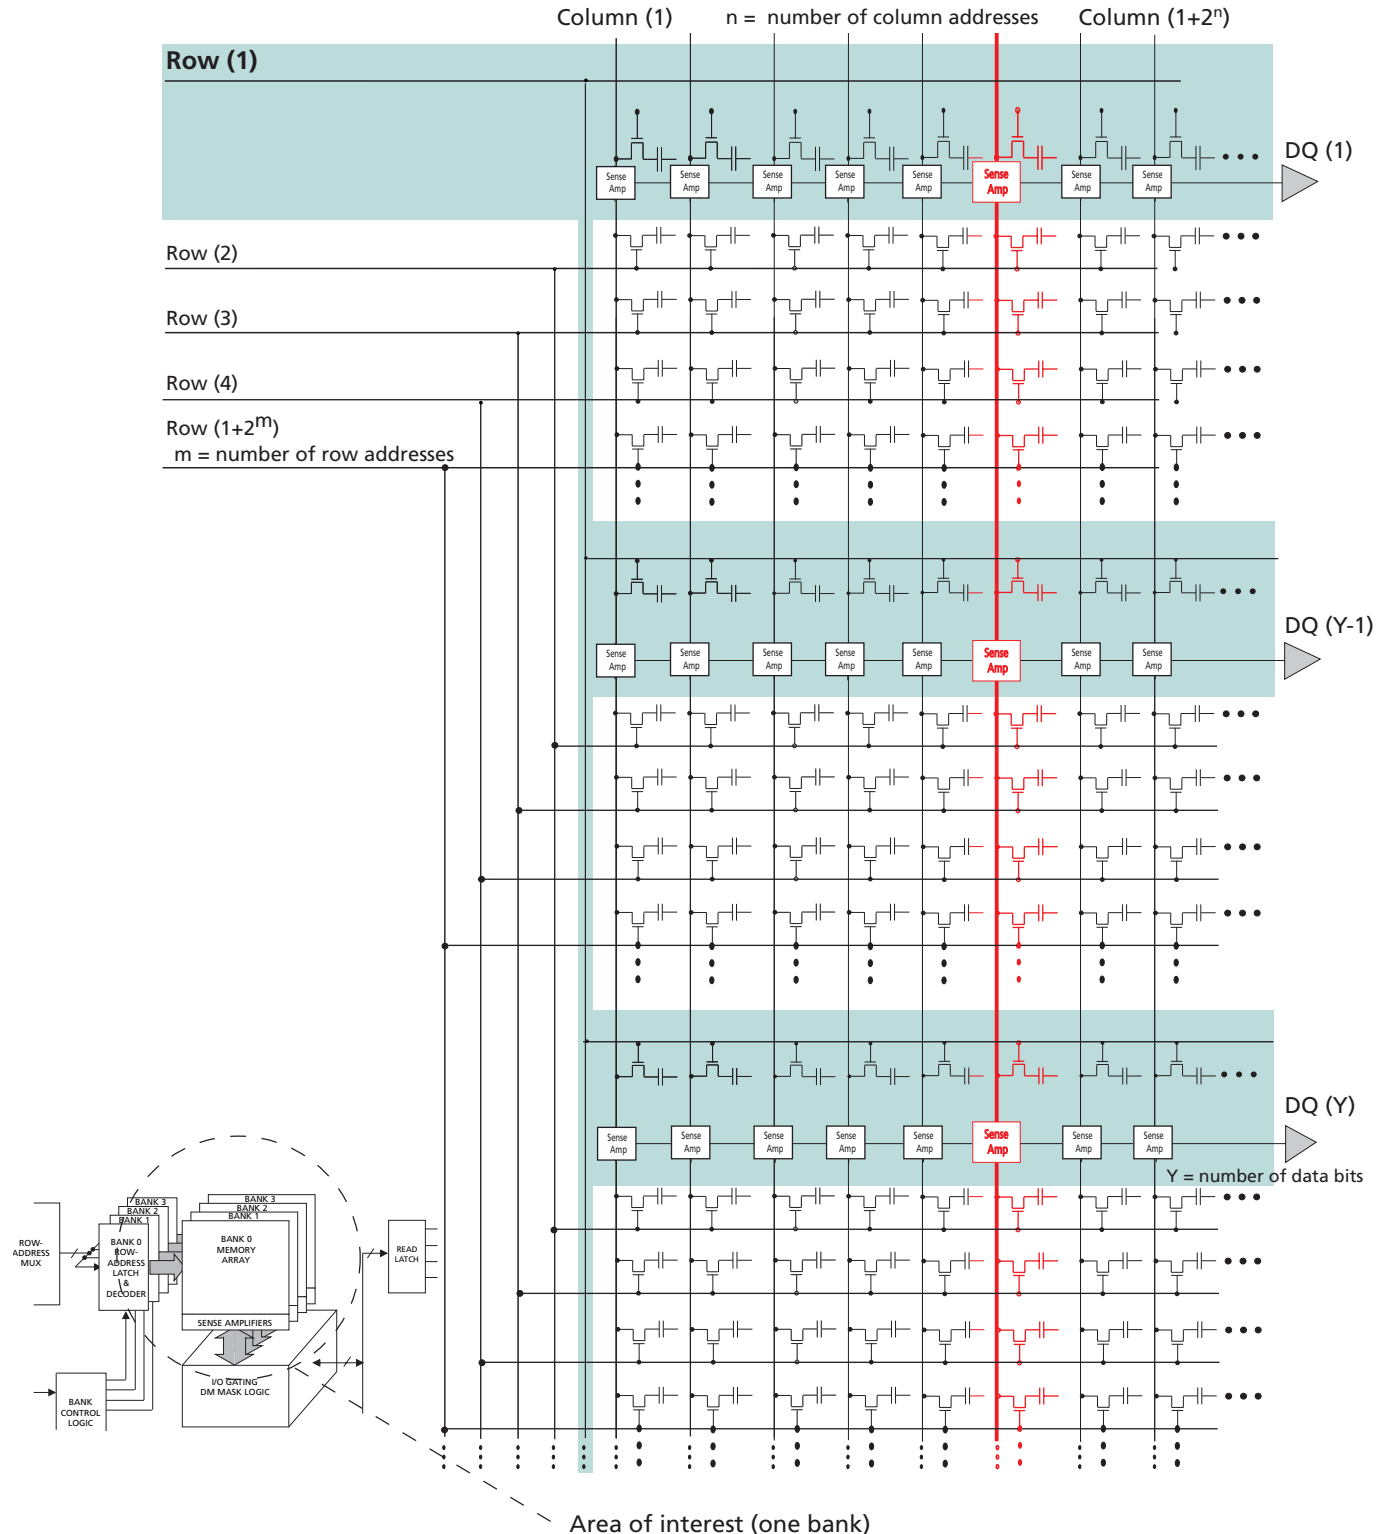 Column (1)
n = number of column addresses
Column (1+2ⁿ)
Row (1)
DQ (1)
Sense Amp
Sense Amp
Sense Amp
Sense Amp
Sense Amp
Sense Amp
Sense Amp
Sense Amp
Row (2)
Row (3)
Row (4)
Row (1+2ᵐ)
m = number of row addresses
DQ (Y-1)
Sense Amp
Sense Amp
Sense Amp
Sense Amp
Sense Amp
Sense Amp
Sense Amp
Sense Amp
DQ (Y)
Sense Amp
Sense Amp
Sense Amp
Sense Amp
Sense Amp
Sense Amp
Sense Amp
Sense Amp
Y = number of data bits
ROW-
ADDRESS
MUX
BANK 3
BANK 2
BANK 1
BANK 0
ROW-
ADDRESS
LATCH
&
DECODER
BANK 3
BANK 2
BANK 1
BANK 0
MEMORY
ARRAY
SENSE AMPLIFIERS
READ
LATCH
I/O GATING
DM MASK LOGIC
BANK
CONTROL
LOGIC
Area of interest (one bank)